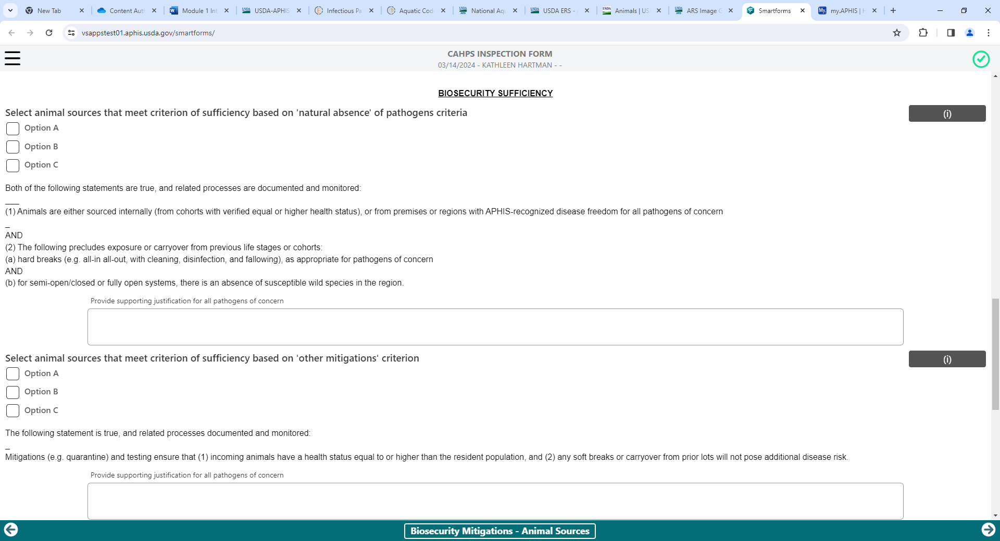 New Tab
Content Auti
Module 1 Int
USDA-APHIS
Infectious Pa
Aquatic Cod
National Aqu
USDA ERS -
Animals | US
ARS Image G
Smartforms
my.APHIS | H
vsappstest01.aphis.usda.gov/smartforms/
CAHPS INSPECTION FORM
03/14/2024 - KATHLEEN HARTMAN - -
BIOSECURITY SUFFICIENCY
Select animal sources that meet criterion of sufficiency based on 'natural absence' of pathogens criteria
(i)
Option A
Option B
Option C
Both of the following statements are true, and related processes are documented and monitored:
___
(1) Animals are either sourced internally (from cohorts with verified equal or higher health status), or from premises or regions with APHIS-recognized disease freedom for all pathogens of concern
_
AND
(2) The following precludes exposure or carryover from previous life stages or cohorts:
(a) hard breaks (e.g. all-in all-out, with cleaning, disinfection, and fallowing), as appropriate for pathogens of concern
AND
(b) for semi-open/closed or fully open systems, there is an absence of susceptible wild species in the region.
Provide supporting justification for all pathogens of concern
Select animal sources that meet criterion of sufficiency based on 'other mitigations' criterion
(i)
Option A
Option B
Option C
The following statement is true, and related processes documented and monitored:
_
Mitigations (e.g. quarantine) and testing ensure that (1) incoming animals have a health status equal to or higher than the resident population, and (2) any soft breaks or carryover from prior lots will not pose additional disease risk.
Provide supporting justification for all pathogens of concern
Biosecurity Mitigations - Animal Sources